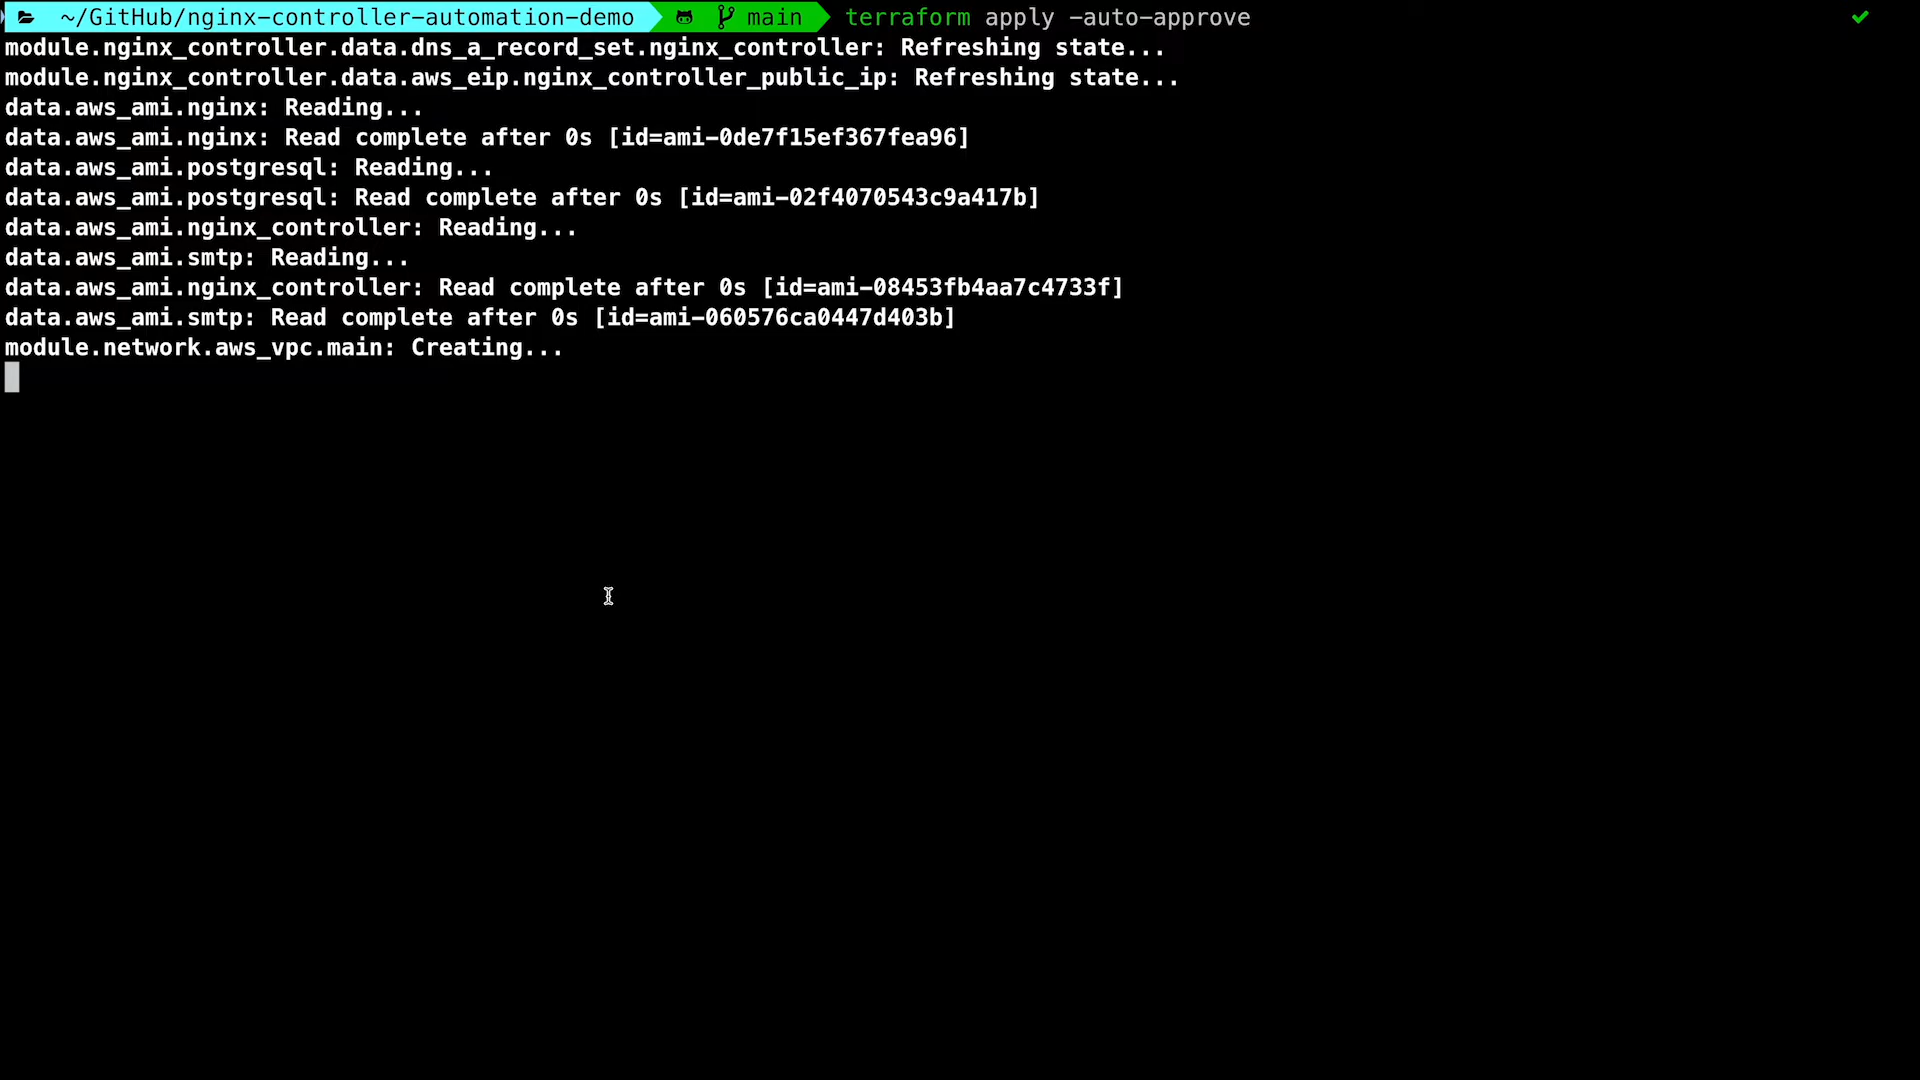 ~/GitHub/nginx-controller-automation-demo main terraform apply -auto-approve
module.nginx_controller.data.dns_a_record_set.nginx_controller: Refreshing state...
module.nginx_controller.data.aws_eip.nginx_controller_public_ip: Refreshing state...
data.aws_ami.nginx: Reading...
data.aws_ami.nginx: Read complete after 0s [id=ami-0de7f15ef367fea96]
data.aws_ami.postgresql: Reading...
data.aws_ami.postgresql: Read complete after 0s [id=ami-02f4070543c9a417b]
data.aws_ami.nginx_controller: Reading...
data.aws_ami.smtp: Reading...
data.aws_ami.nginx_controller: Read complete after 0s [id=ami-08453fb4aa7c4733f]
data.aws_ami.smtp: Read complete after 0s [id=ami-060576ca0447d403b]
module.network.aws_vpc.main: Creating...